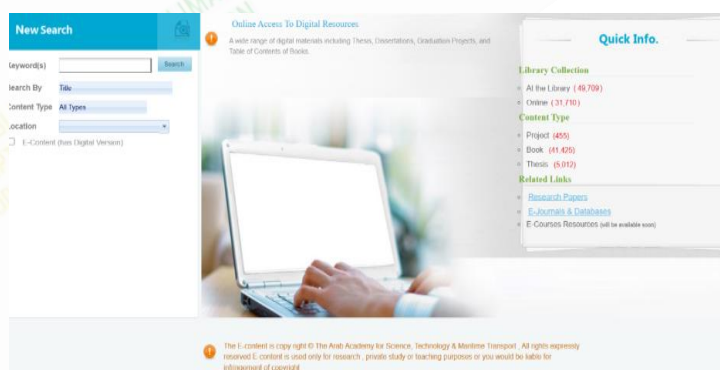 New Search
Keyword(s)
Search
Search By Title
Content Type All Types
Location
E-Content (has Digital Version)
Online Access To Digital Resources
A wide range of digital materials including Thesis, Dissertations, Graduation Projects, and
Table of Contents of Books.
Quick Info.
Library Collection
At the Library (49,709)
Online (31,710)
Content Type
Project (455)
Book (41,425)
Thesis (5,012)
Related Links
Research Papers
E-Journals & Databases
E-Courses Resources (will be available soon)
The E-content is copy right © The Arab Academy for Science, Technology & Maritime Transport , All rights expressly
reserved E.content is used only for research , private study or teaching purposes or you would be liable for
infringement of copyright